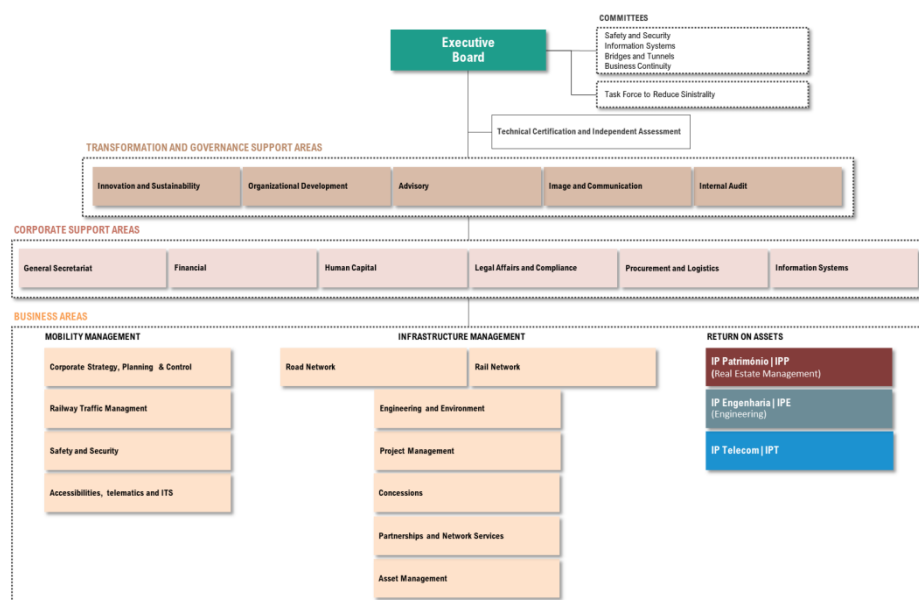 COMMITTEES
Executive
Board
Safety and Security
Information Systems
Bridges and Tunnels
Business Continuity
Task Force to Reduce Sinistrality
Technical Certification and Independent Assessment
TRANSFORMATION AND GOVERNANCE SUPPORT AREAS
Innovation and Sustainability
Organizational Development
Advisory
Image and Communication
Internal Audit
CORPORATE SUPPORT AREAS
General Secretariat
Financial
Human Capital
Legal Affairs and Compliance
Procurement and Logistics
Information Systems
BUSINESS AREAS
MOBILITY MANAGEMENT
Corporate Strategy, Planning & Control
Railway Traffic Managment
Safety and Security
Accessibilities, telematics and ITS
INFRASTRUCTURE MANAGEMENT
Road Network
Rail Network
Engineering and Environment
Project Management
Concessions
Partnerships and Network Services
Asset Management
RETURN ON ASSETS
IP Património | IPP
(Real Estate Management)
IP Engenharia | IPE
(Engineering)
IP Telecom | IPT